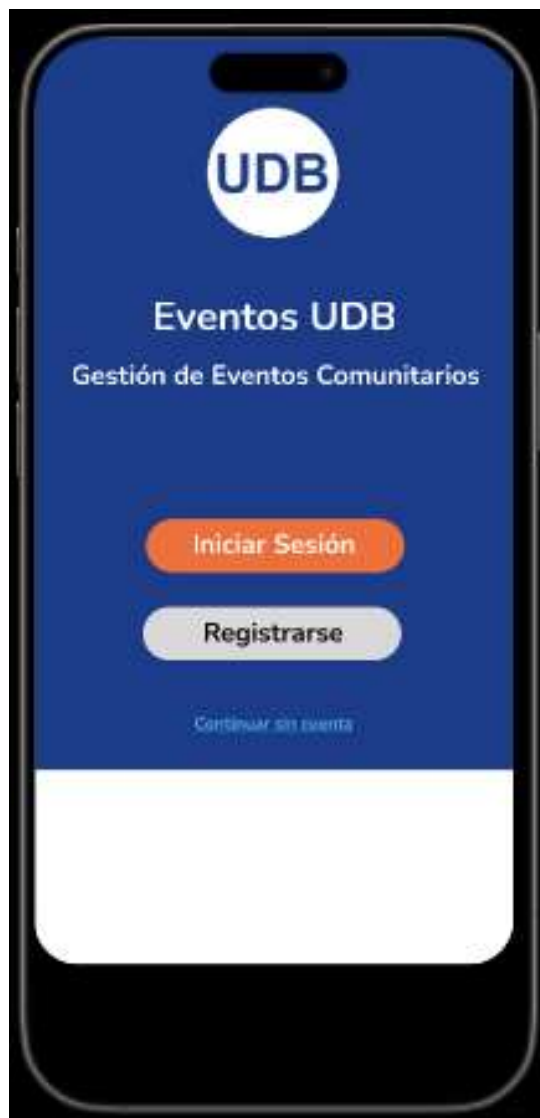 UDB
Eventos UDB
Gestión de Eventos Comunitarios
Iniciar Sesión
Registrarse
Continuar sin cuenta